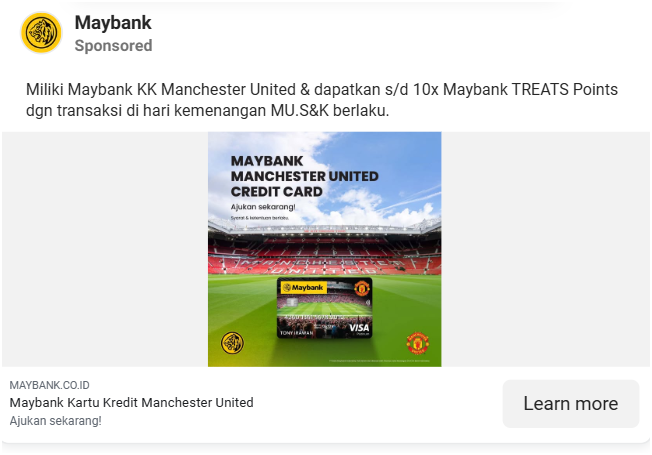 Maybank
Sponsored
Miliki Maybank KK Manchester United & dapatkan s/d 10x Maybank TREATS Points
dgn transaksi di hari kemenangan MU.S&K berlaku.
MAYBANK
MANCHESTER UNITED
CREDIT CARD
Ajukan sekarang!
Syarat & ketentuan berlaku.
MANCHESTER
UNITED
Maybank
VISA
MAYBANK.CO.ID
Maybank Kartu Kredit Manchester United
Ajukan sekarang!
Learn more